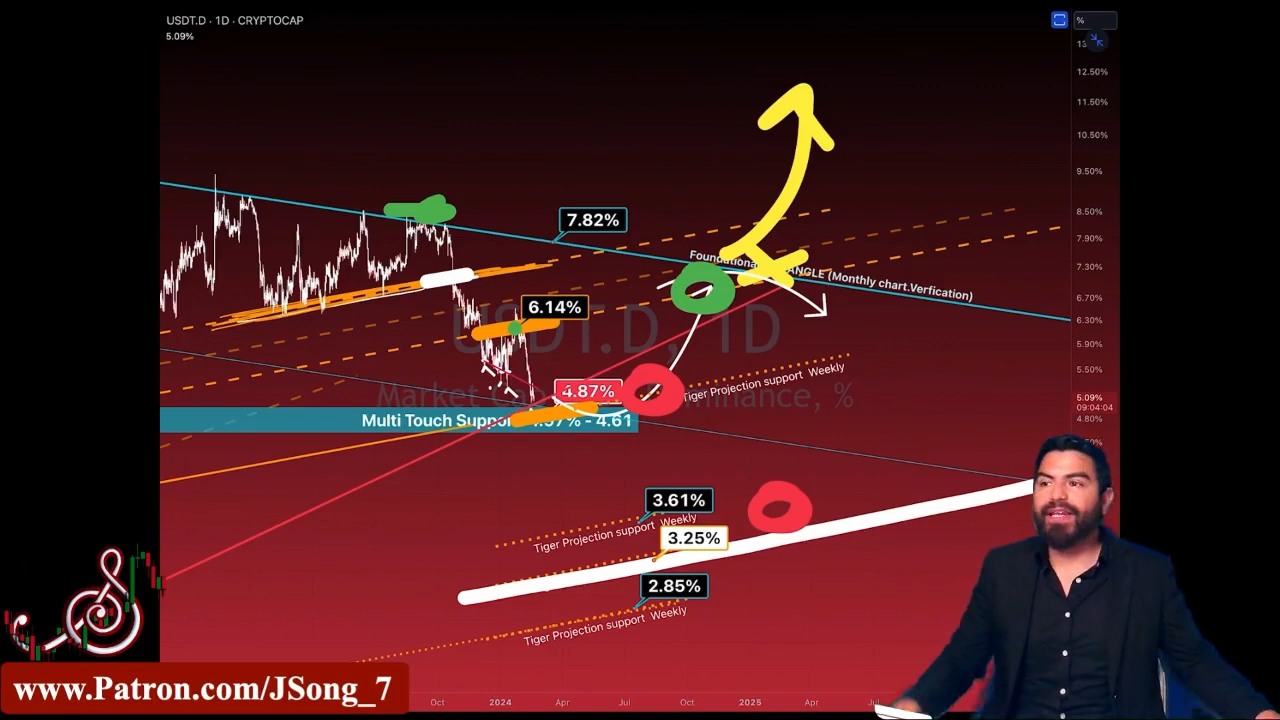 USDT.D · 1D · CRYPTOCAP
5.09%
%
12.50%
11.50%
10.50%
9.50%
8.50%
7.90%
7.30%
6.70%
6.30%
5.90%
5.50%
5.09%
09:04:04
4.80%
7.82%
ANGLE (Monthly chart.Verfication)
6.14%
USDT.D, 1D
4.87%
Tiger Projection support Weekly
Multi Touch
4.61
3.61%
Tiger Projection support Weekly
3.25%
2.85%
Tiger Projection support Weekly
www.Patron.com/JSong_7
Oct
2024
Apr
Jul
Oct
2025
Apr